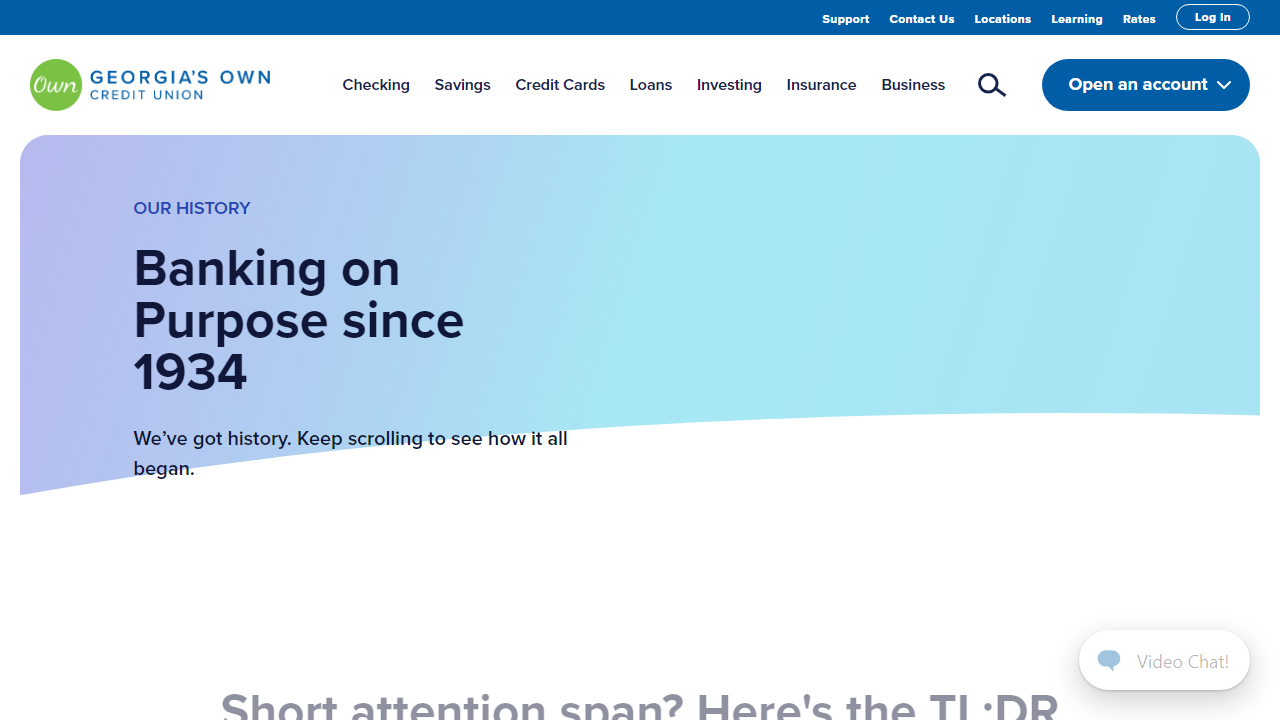 Support Contact Us Locations Learning Rates Log In
Own GEORGIA'S OWN
CREDIT UNION
Checking Savings Credit Cards Loans Investing Insurance Business Open an account
OUR HISTORY
Banking on
Purpose since
1934
We’ve got history. Keep scrolling to see how it all
began.
Video Chat!
Short attention span? Here's the TL;DR